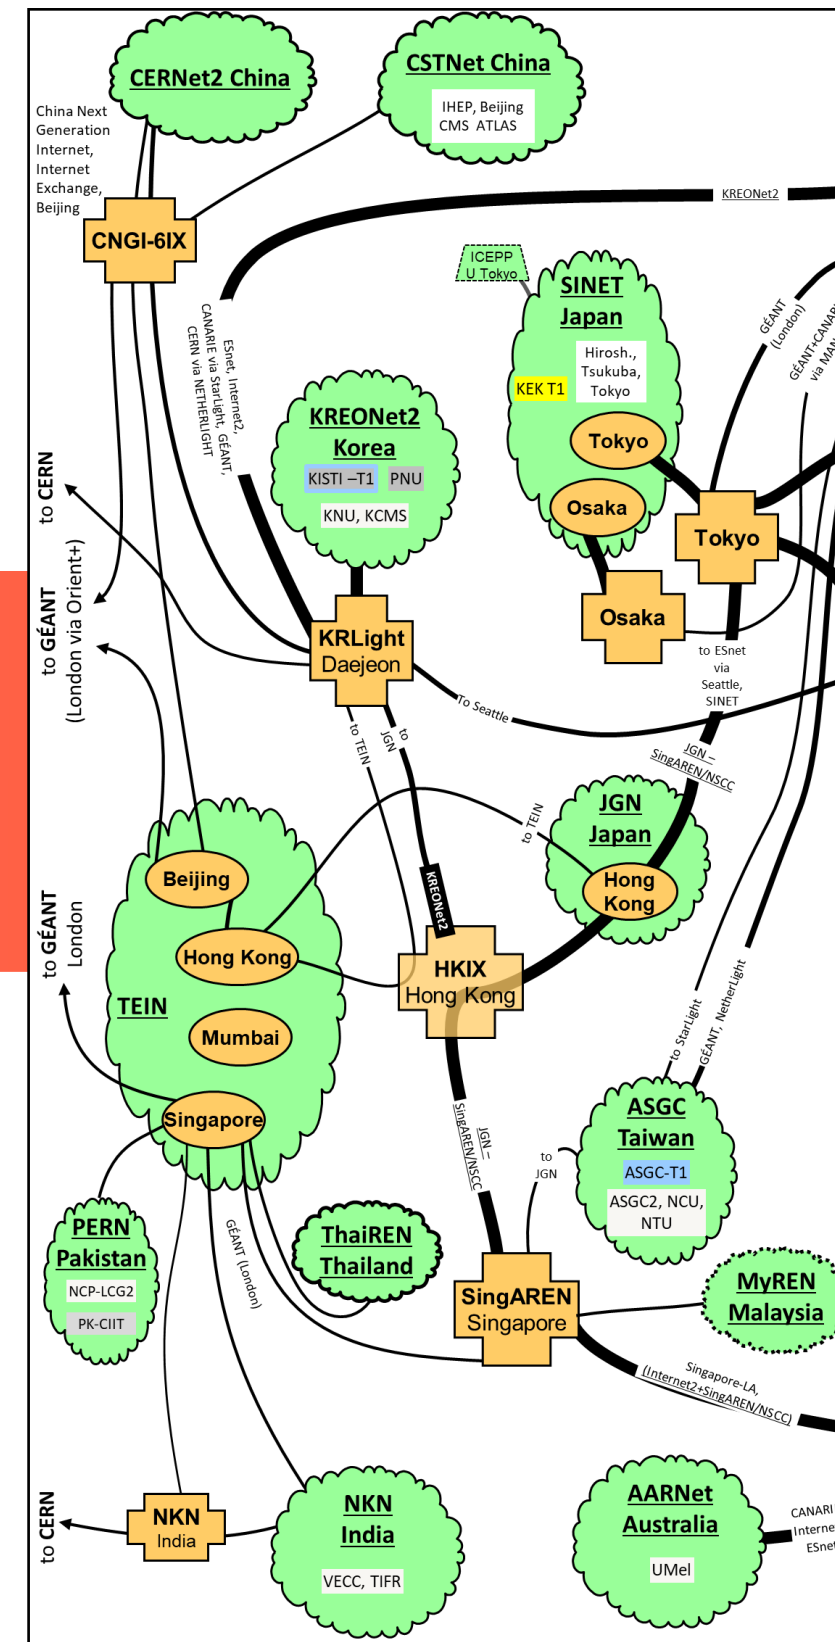 CERNet2 China
CSTNet China
IHEP, Beijing
CMS ATLAS
China Next
Generation
Internet,
Internet
Exchange,
Beijing
CNGI-6IX
KREONet2
ICEPP
U Tokyo
SINET
Japan
Hirosh.,
Tsukuba,
Tokyo
KEK T1
Tokyo
Osaka
GÉANT
(London)
GÉANT+CANARI
via MAN
ESnet, Internet2,
CANARIE via StarLight, GÉANT,
CERN via NETHERLIGHT
KREONet2
Korea
KISTI –T1
PNU
KNU, KCMS
to CERN
Tokyo
Osaka
to GÉANT
(London via Orient+)
KRLight
Daejeon
to ESnet
via
Seattle,
SINET
To Seattle
to TEIN
to
JGN
JGN –
SingAREN/NSCC
JGN
Japan
Hong
Kong
to TEIN
KREONet2
Beijing
Hong Kong
TEIN
Mumbai
Singapore
to GÉANT
London
HKIX
Hong Kong
to StarLight
GÉANT, NetherLight
JGN –
SingAREN/NSCC
ASGC
Taiwan
ASGC-T1
ASGC2, NCU,
NTU
to
JGN
PERN
Pakistan
NCP-LCG2
PK-CIIT
GÉANT (London)
ThaiREN
Thailand
SingAREN
Singapore
MyREN
Malaysia
Singapore-LA,
(Internet2+SingAREN/NSCC)
NKN
India
to CERN
NKN
India
VECC, TIFR
AARNet
Australia
UMel
CANARI
Interne
ESnet